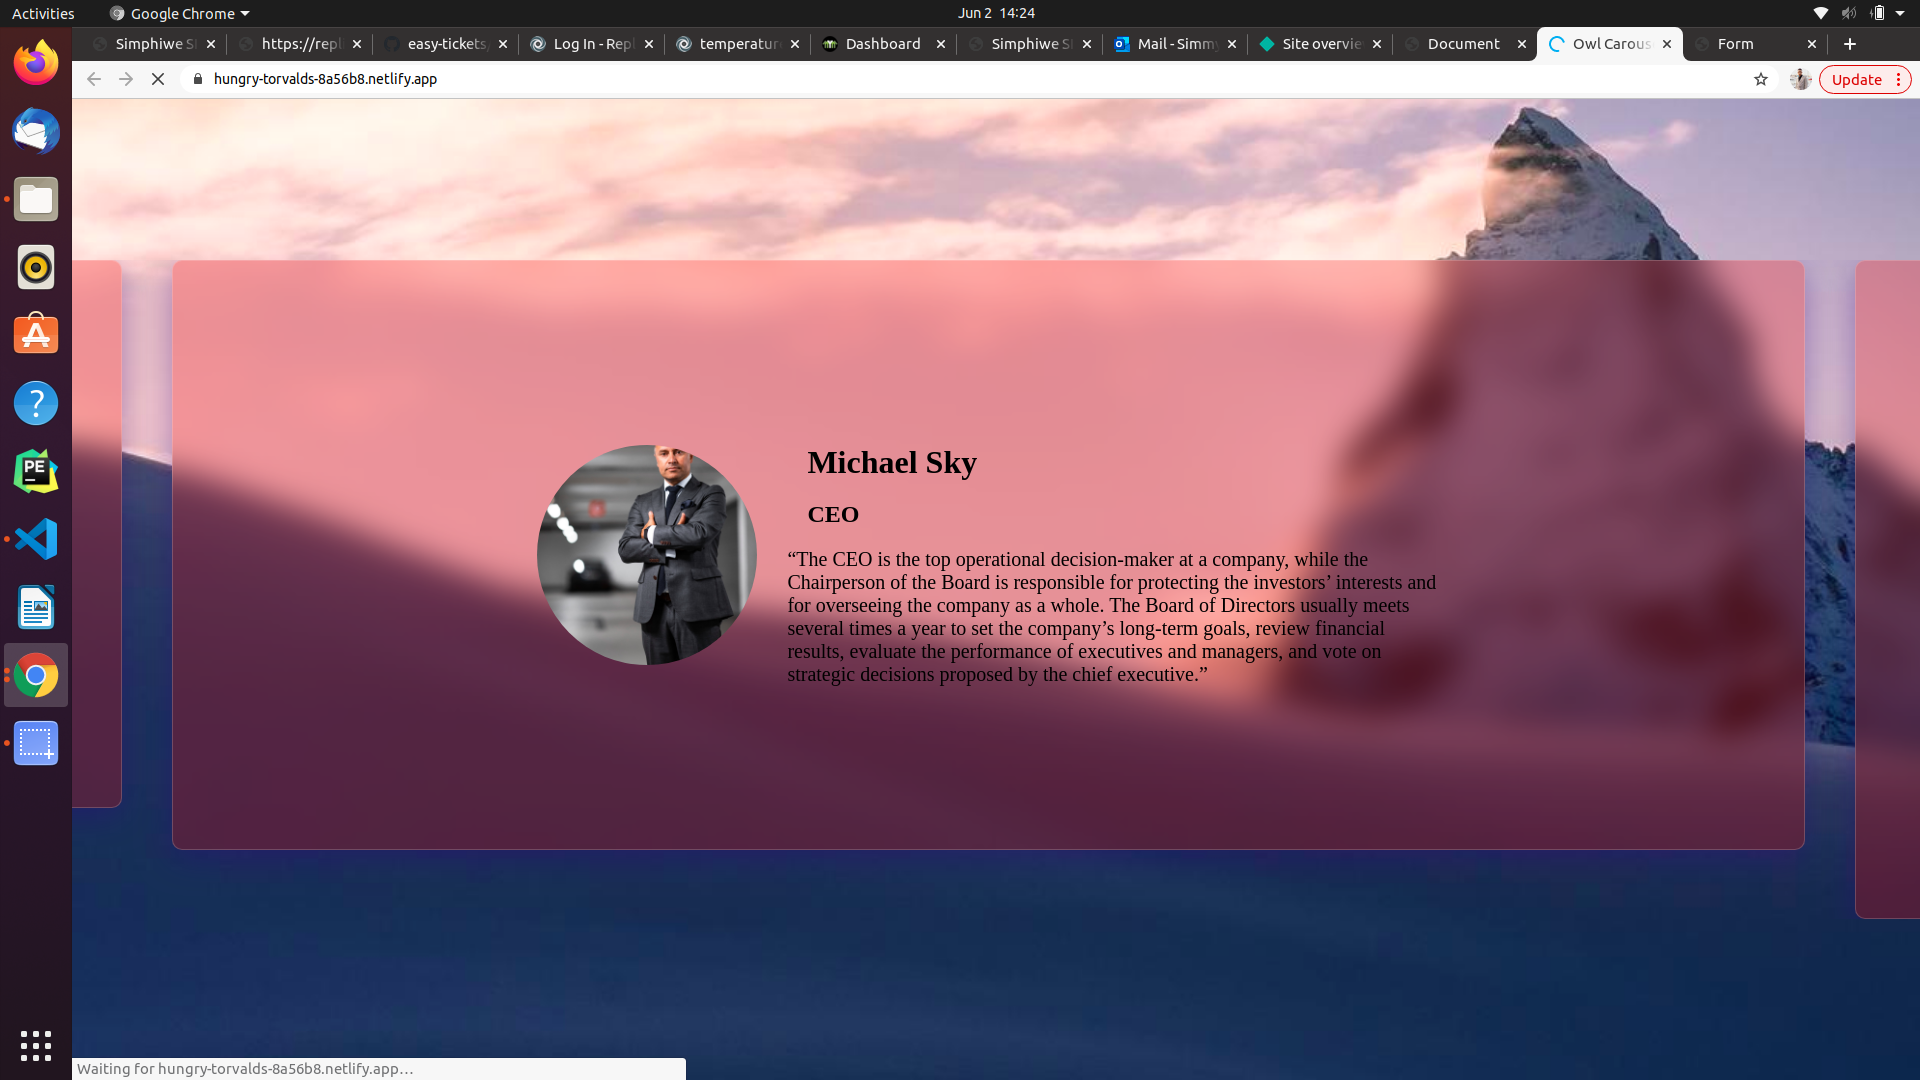 Activities
Google Chrome
Jun 2 14:24
Simphiwe S
https://repl
easy-tickets
Log In - Repl
temperatur
Dashboard
Simphiwe S
Mail - Simmy
Site overvie
Document
Owl Carous
Form
hungry-torvalds-8a56b8.netlify.app
Update
PE
Michael Sky
CEO
“The CEO is the top operational decision-maker at a company, while the
Chairperson of the Board is responsible for protecting the investors’ interests and
for overseeing the company as a whole. The Board of Directors usually meets
several times a year to set the company’s long-term goals, review financial
results, evaluate the performance of executives and managers, and vote on
strategic decisions proposed by the chief executive.”
Waiting for hungry-torvalds-8a56b8.netlify.app…